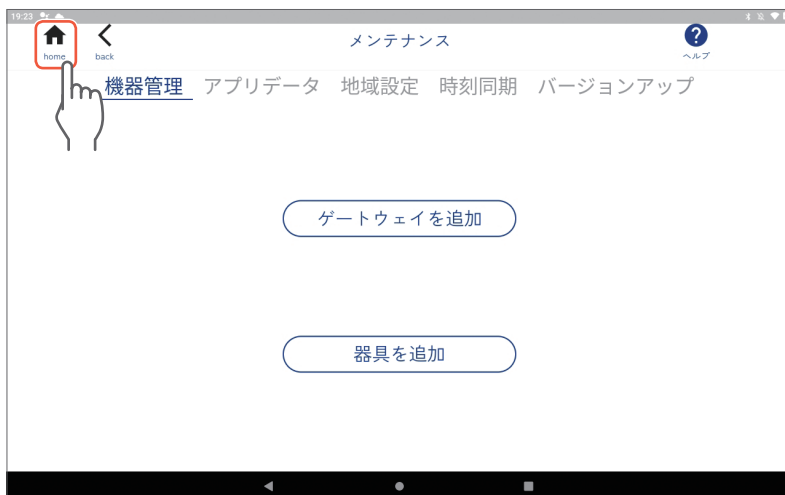 19:23
home back メンテナンス ヘルプ
機器管理 アプリデータ 地域設定 時刻同期 バージョンアップ
ゲートウェイを追加
器具を追加